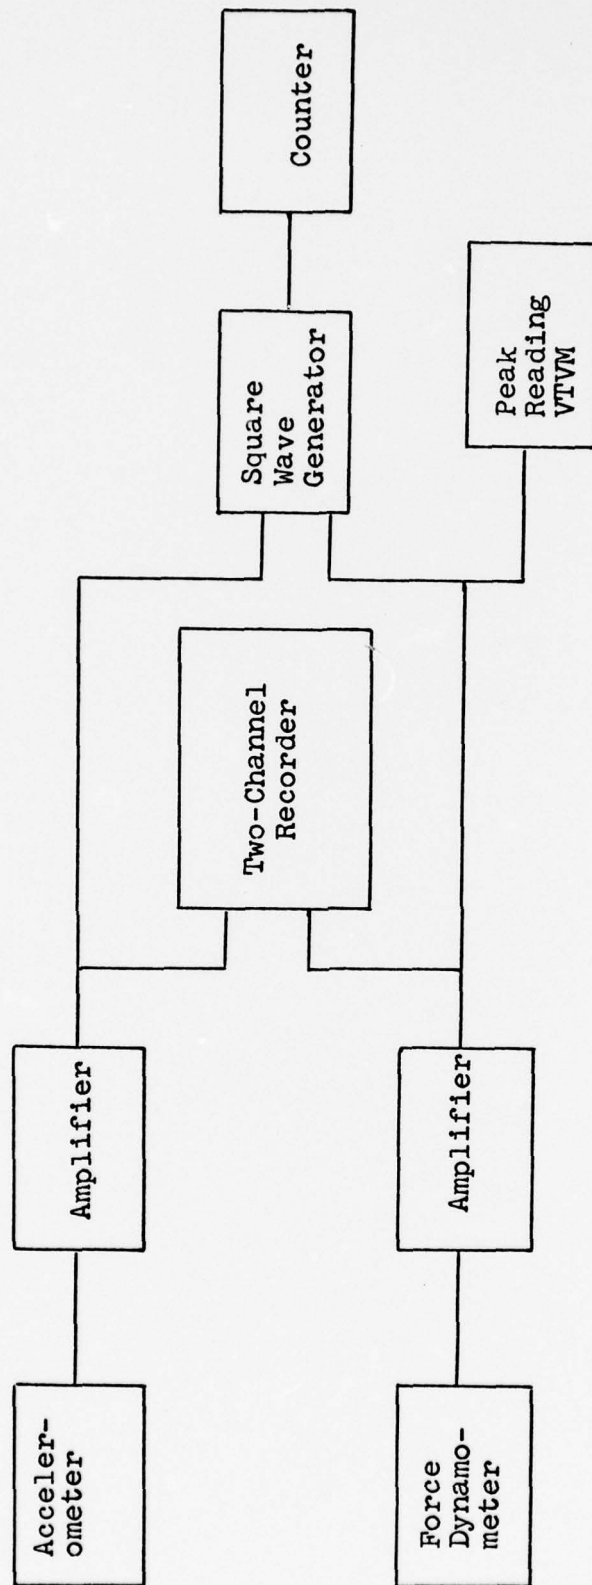 Acceler-
ometer
Amplifier
Force
Dynamo-
meter
Amplifier
Two-Channel
Recorder
Square
Wave
Generator
Counter
Peak
Reading
VTVM